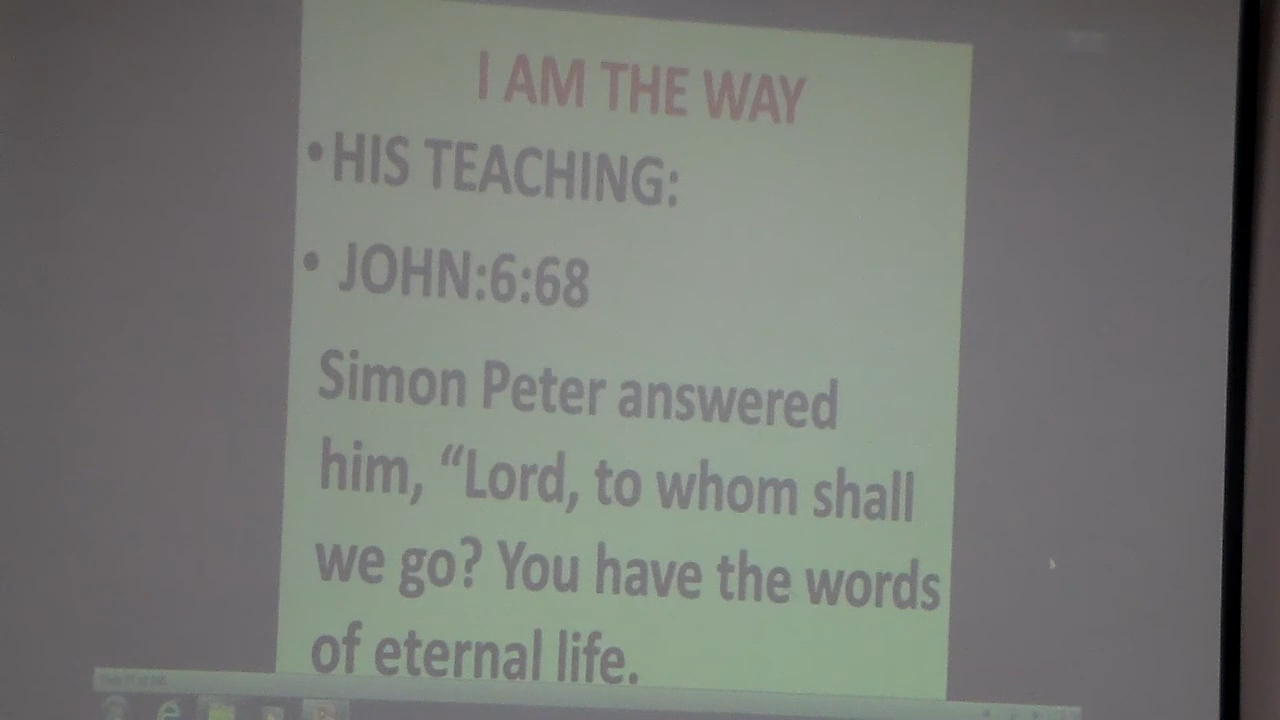 I AM THE WAY
•HIS TEACHING:
• JOHN:6:68
Simon Peter answered
him, “Lord, to whom shall
we go? You have the words
of eternal life.